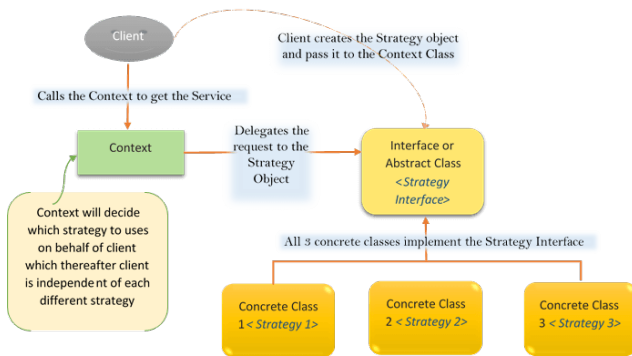 Client
Client creates the Strategy object
and pass it to the Context Class
Calls the Context to get the Service
Context
Delegates the
request to the
Strategy
Object
Interface or
Abstract Class
<Strategy
Interface>
Context will decide
which strategy to uses
on behalf of client
which thereafter client
is independent of each
different strategy
All 3 concrete classes implement the Strategy Interface
Concrete Class
1< Strategy 1>
Concrete Class
2 < Strategy 2>
Concrete Class
3 < Strategy 3>